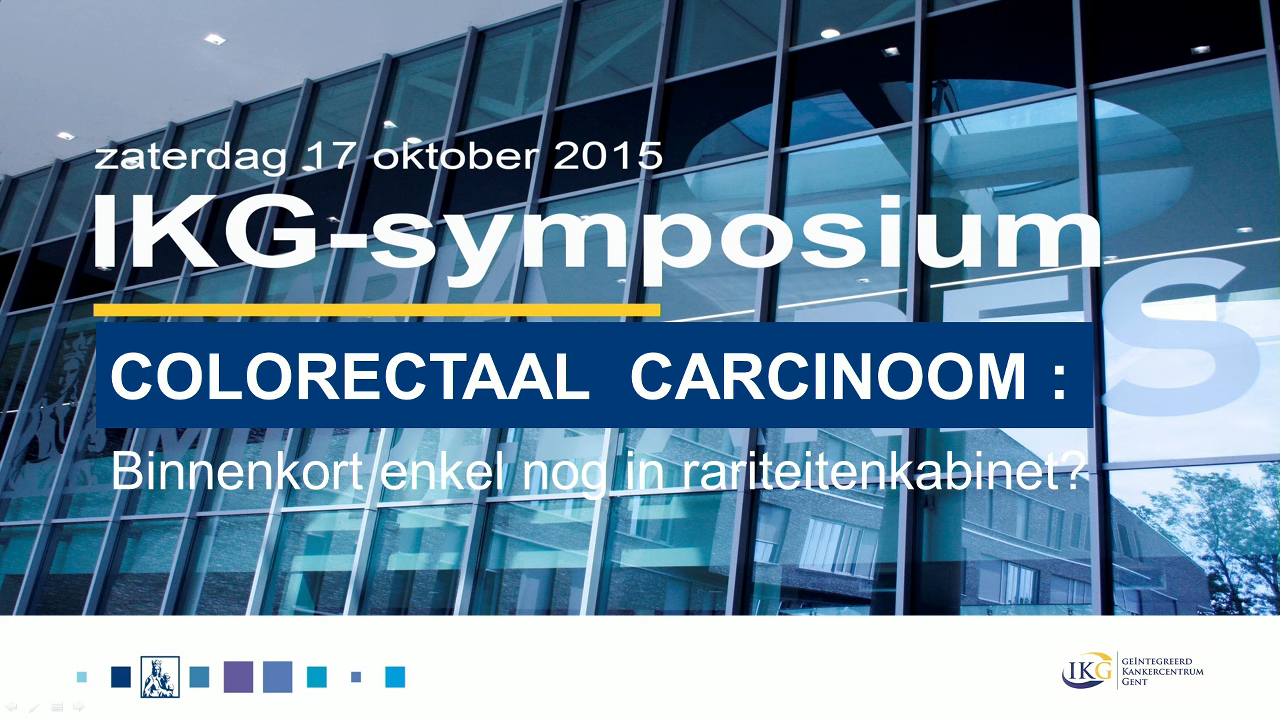 zaterdag 17 oktober 2015
IKG-symposium
COLORECTAAL CARCINOOM :
Binnenkort enkel nog in rariteitenkabinet?
IKG
GEÏNTEGREERD
KANKERCENTRUM
GENT